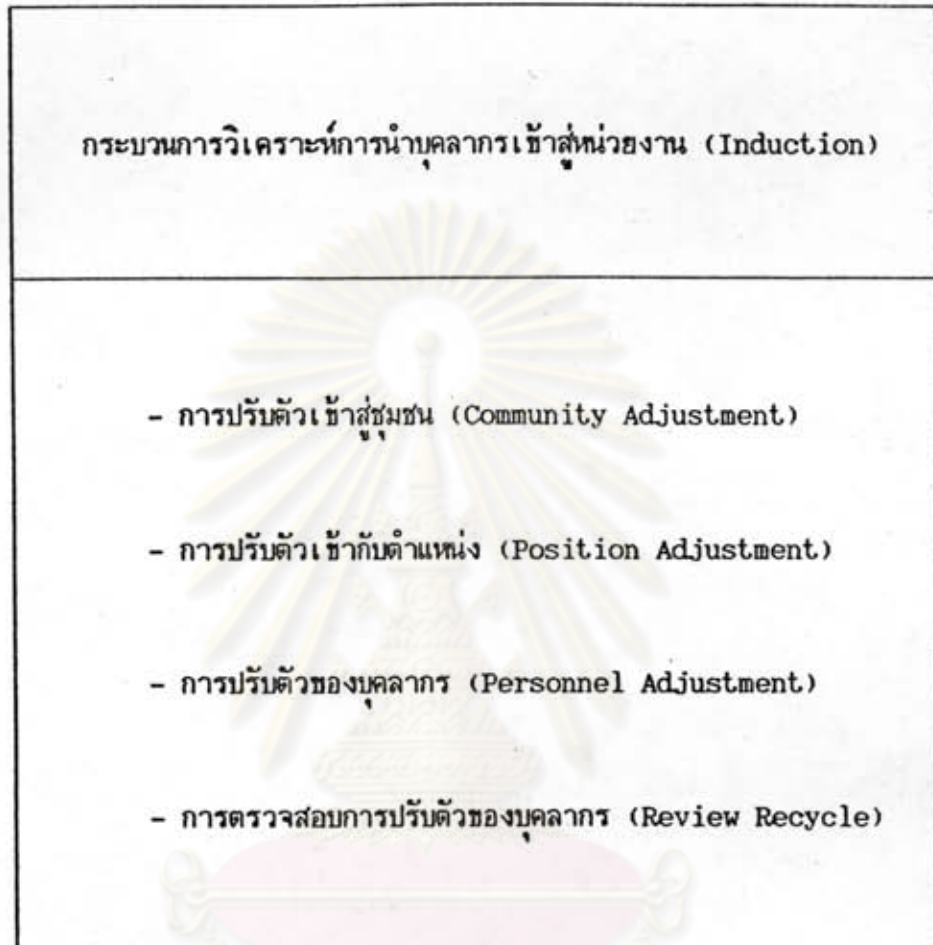 กระบวนการวิเคราะห์การนำบุคลากรเข้าสู่หน่วยงาน (Induction)
- การปรับตัวเข้าสู่ชุมชน (Community Adjustment)
- การปรับตัวเข้ากับตำแหน่ง (Position Adjustment)
- การปรับตัวของบุคลากร (Personnel Adjustment)
- การตรวจสอบการปรับตัวของบุคลากร (Review Recycle)